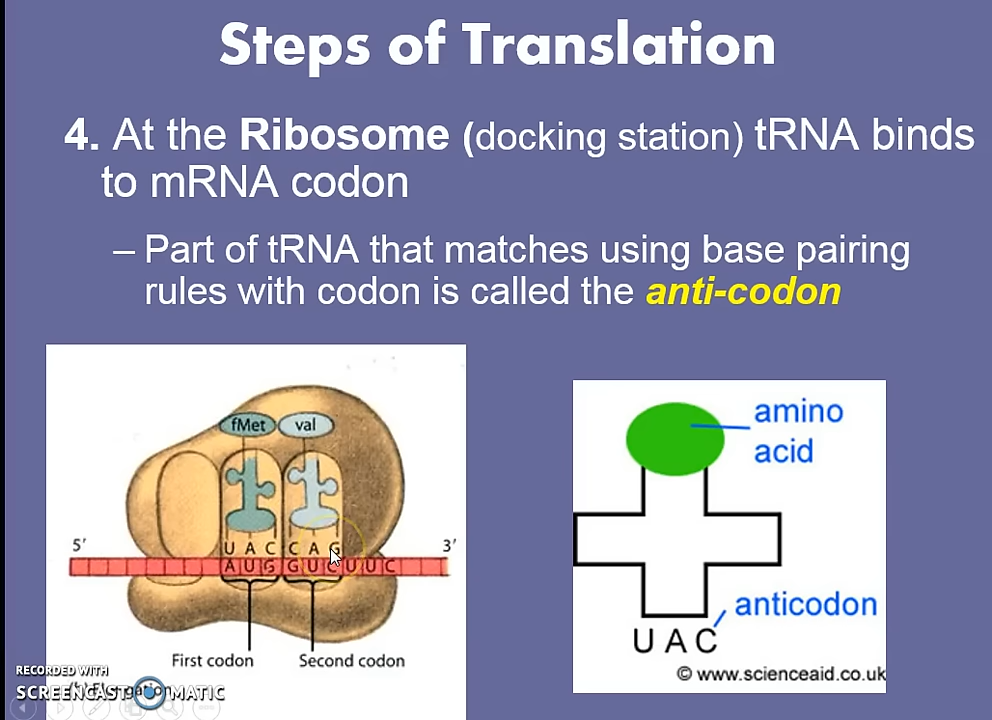 Steps of Translation
4. At the Ribosome (docking station) tRNA binds
to mRNA codon
– Part of tRNA that matches using base pairing
rules with codon is called the anti-codon
fMet val
5' 3'
U A C C A G
A U G G U C U U C
First codon Second codon
amino
acid
anticodon
U A C
© www.scienceaid.co.uk
RECORDED WITH
SCREENCAST MATIC